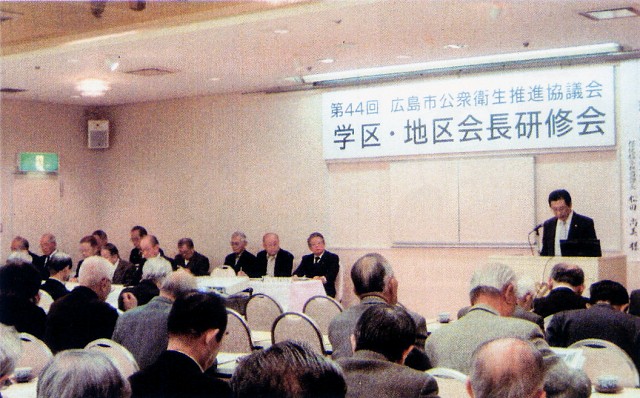 第44回 広島市公衆衛生推進協議会
学区・地区会長研修会